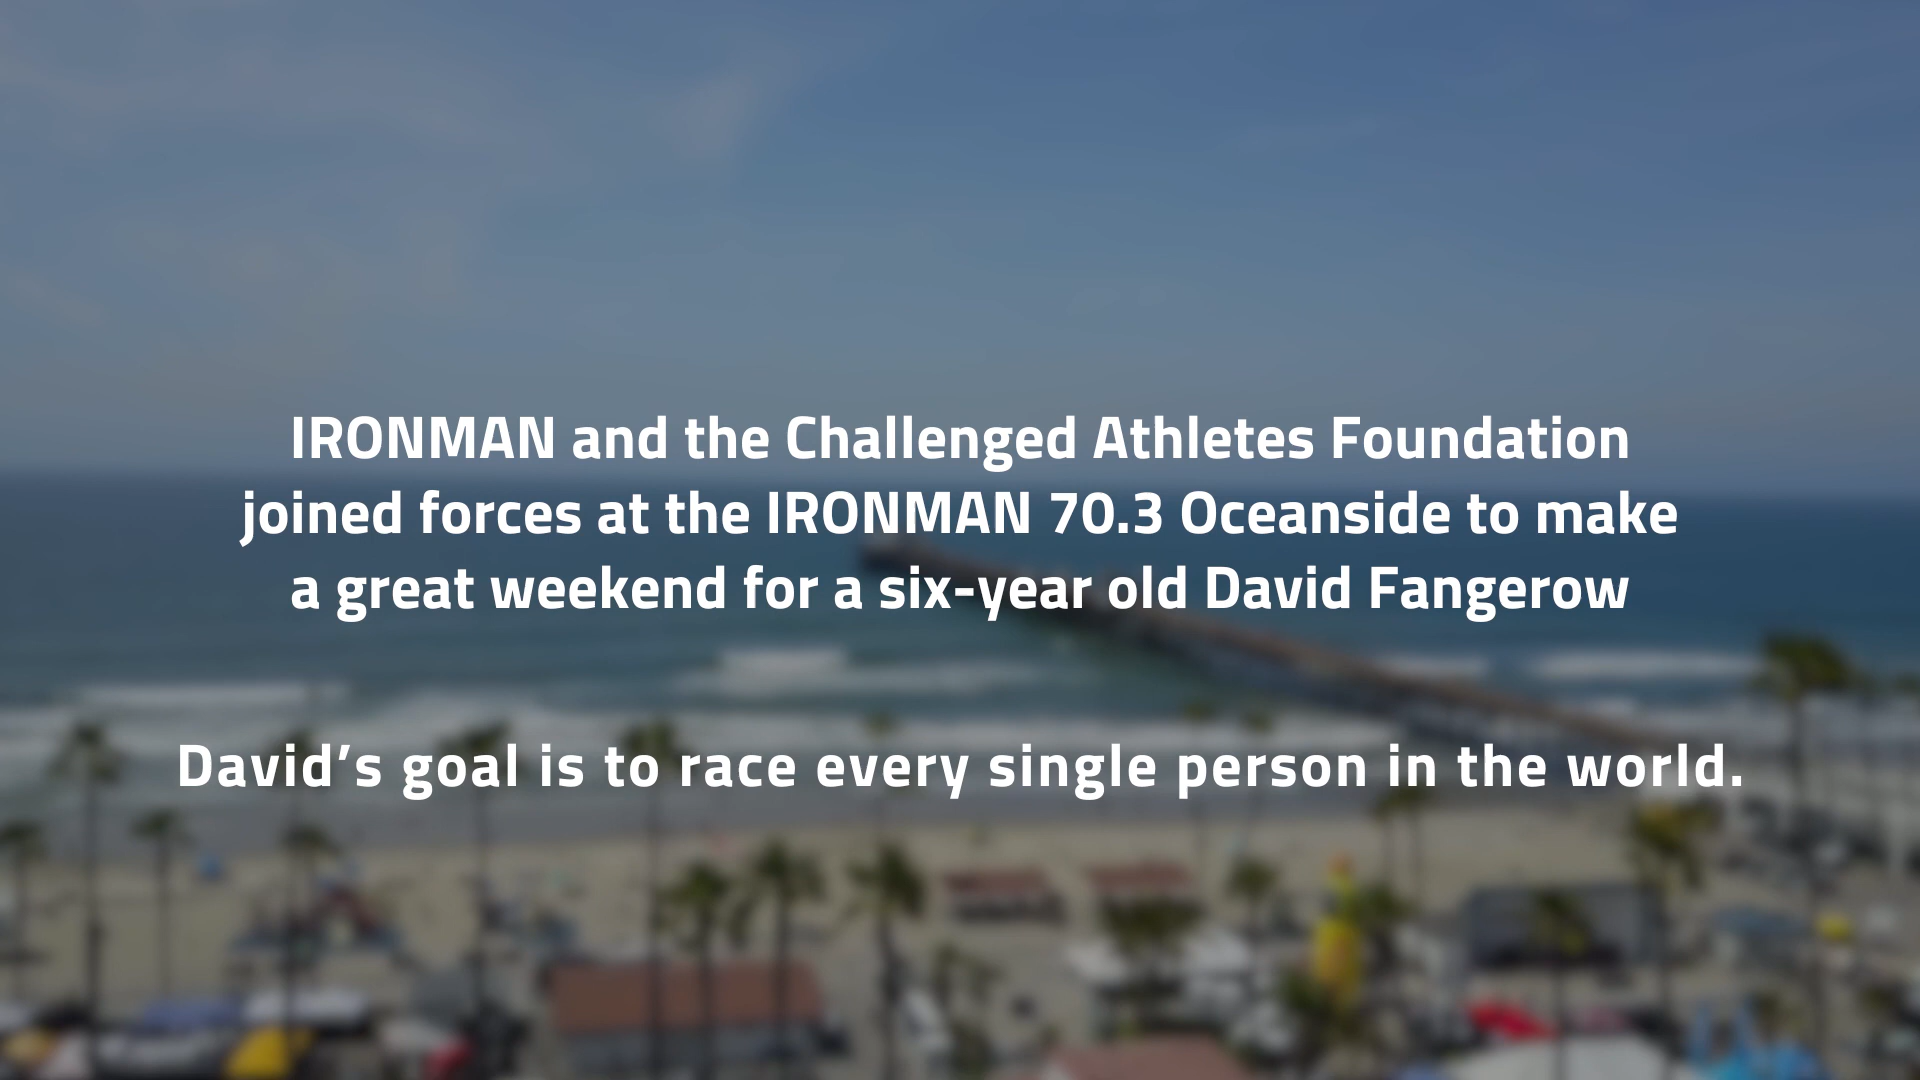 IRONMAN and the Challenged Athletes Foundation
joined forces at the IRONMAN 70.3 Oceanside to make
a great weekend for a six-year old David Fangerow
David’s goal is to race every single person in the world.